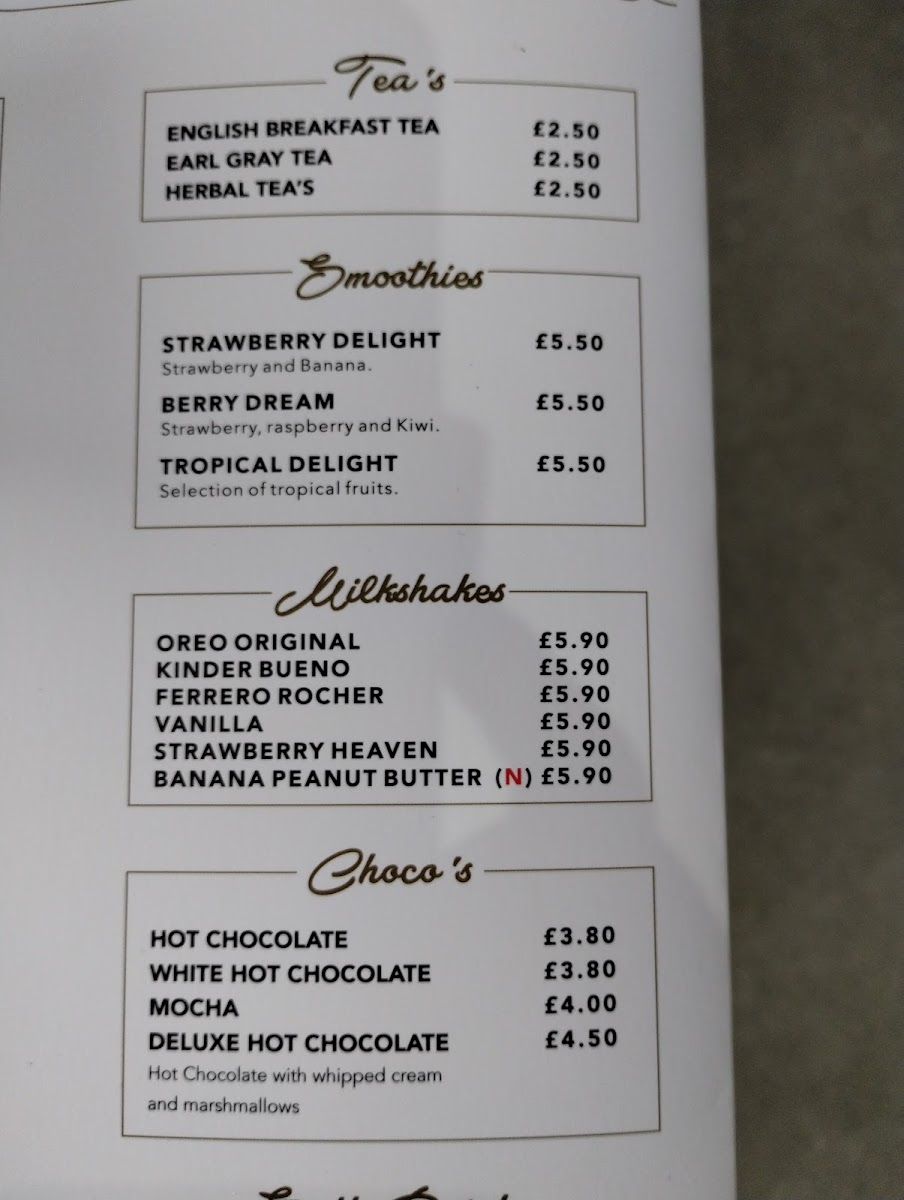 Tea's
ENGLISH BREAKFAST TEA £2.50
EARL GRAY TEA £2.50
HERBAL TEA'S £2.50
Smoothies
STRAWBERRY DELIGHT £5.50
Strawberry and Banana.
BERRY DREAM £5.50
Strawberry, raspberry and Kiwi.
TROPICAL DELIGHT £5.50
Selection of tropical fruits.
Milkshakes
OREO ORIGINAL £5.90
KINDER BUENO £5.90
FERRERO ROCHER £5.90
VANILLA £5.90
STRAWBERRY HEAVEN £5.90
BANANA PEANUT BUTTER (N) £5.90
Choco's
HOT CHOCOLATE £3.80
WHITE HOT CHOCOLATE £3.80
MOCHA £4.00
DELUXE HOT CHOCOLATE £4.50
Hot Chocolate with whipped cream
and marshmallows